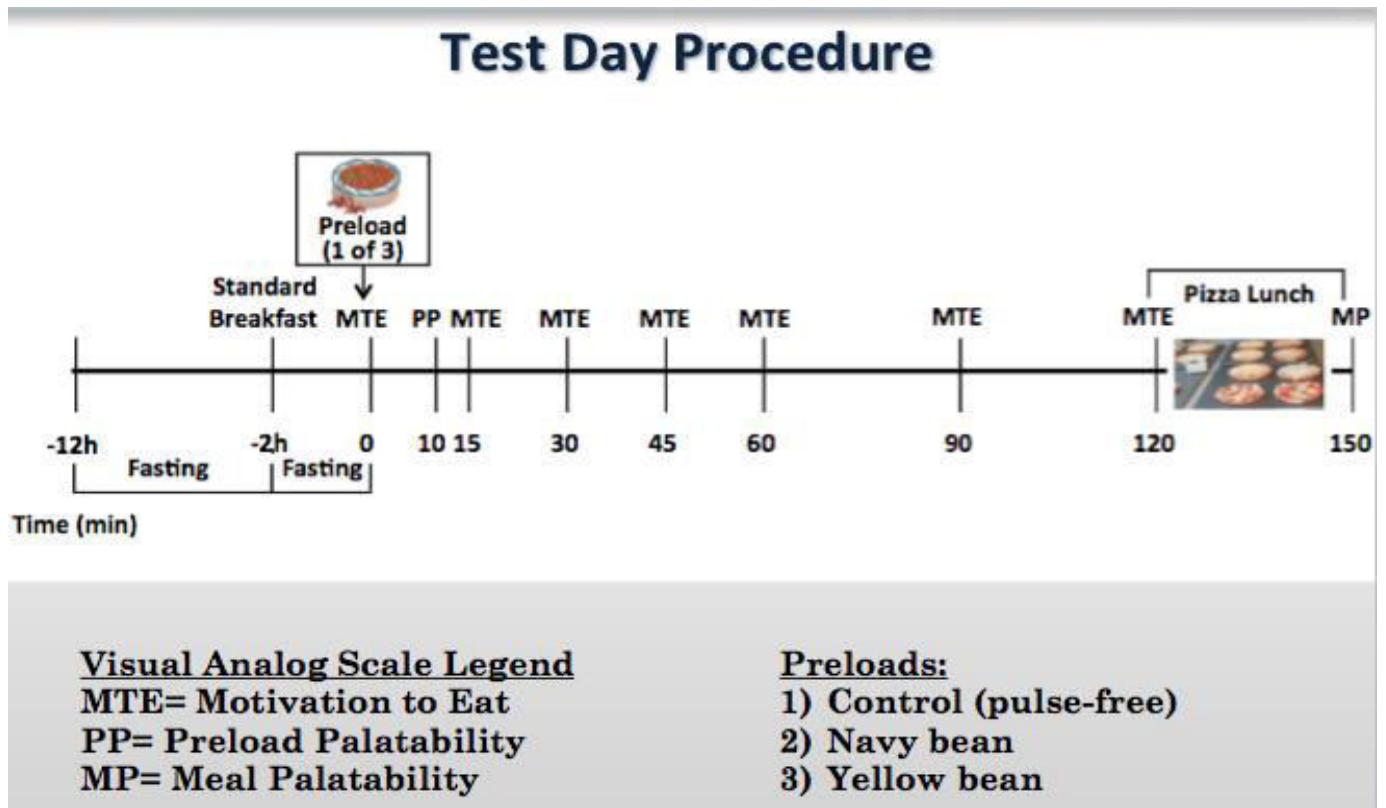 Test Day Procedure
Preload
(1 of 3)
Standard
Breakfast MTE PP MTE MTE MTE MTE MTE MTE Pizza Lunch MP
-12h -2h 0 10 15 30 45 60 90 120 150
Fasting Fasting
Time (min)
Visual Analog Scale Legend
MTE= Motivation to Eat
PP= Preload Palatability
MP= Meal Palatability
Preloads:
1) Control (pulse-free)
2) Navy bean
3) Yellow bean